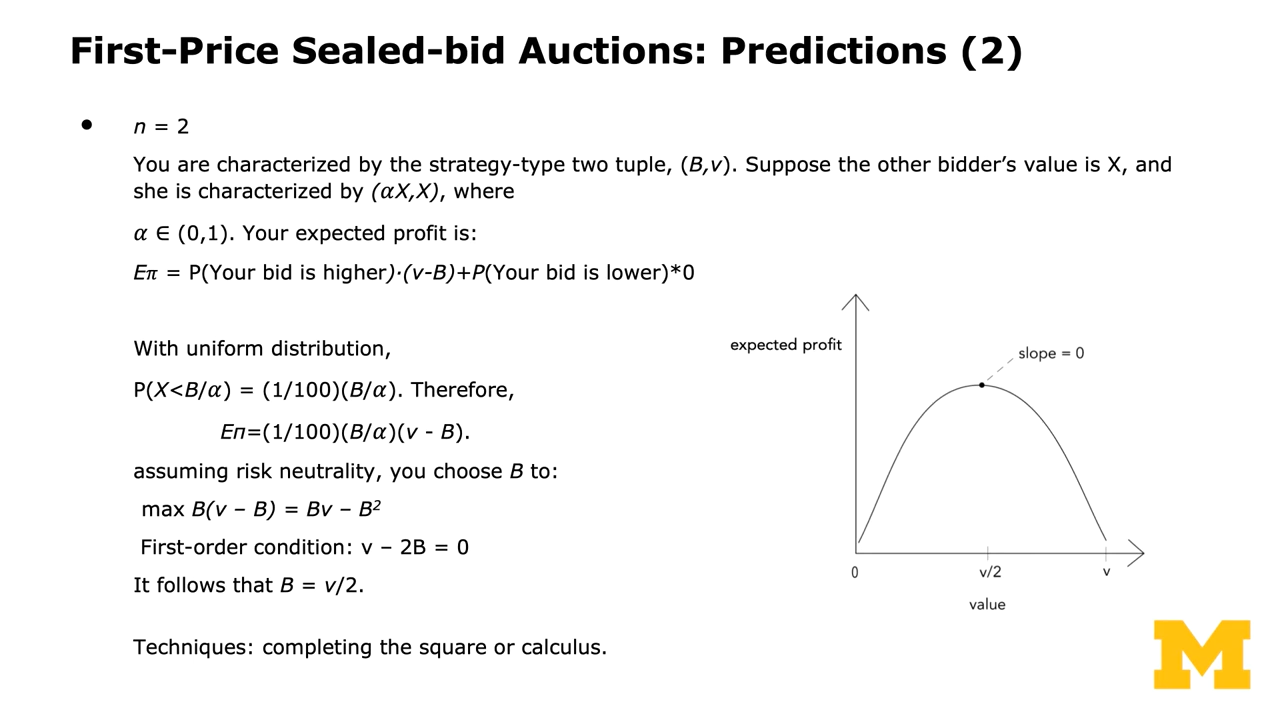 First-Price Sealed-bid Auctions: Predictions (2)
• n = 2
You are characterized by the strategy-type two tuple, (B,v). Suppose the other bidder’s value is X, and
she is characterized by (αX,X), where
α ∈ (0,1). Your expected profit is:
Eπ = P(Your bid is higher)·(v-B)+P(Your bid is lower)*0
With uniform distribution,
P(X<B/α) = (1/100)(B/α). Therefore,
Eπ=(1/100)(B/α)(v - B).
assuming risk neutrality, you choose B to:
max B(v – B) = Bv – B²
First-order condition: v – 2B = 0
It follows that B = v/2.
Techniques: completing the square or calculus.
expected profit
slope = 0
0
v/2
v
value
M